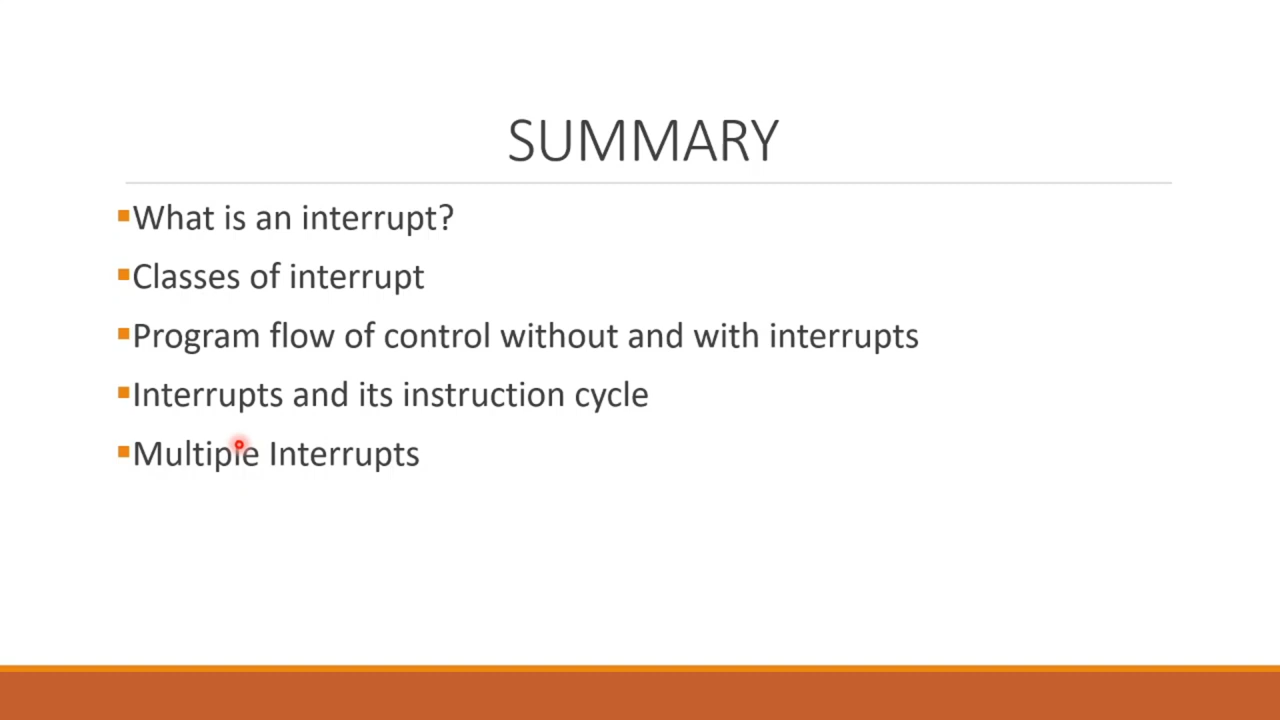 SUMMARY
What is an interrupt?
Classes of interrupt
Program flow of control without and with interrupts
Interrupts and its instruction cycle
Multiple Interrupts